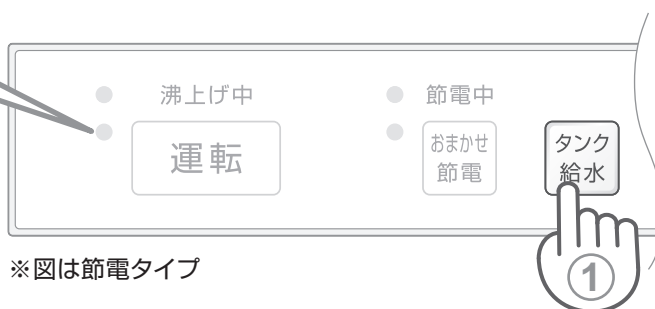 沸上げ中
節電中
運転
おまかせ
節電
タンク
給水
①
※図は節電タイプ